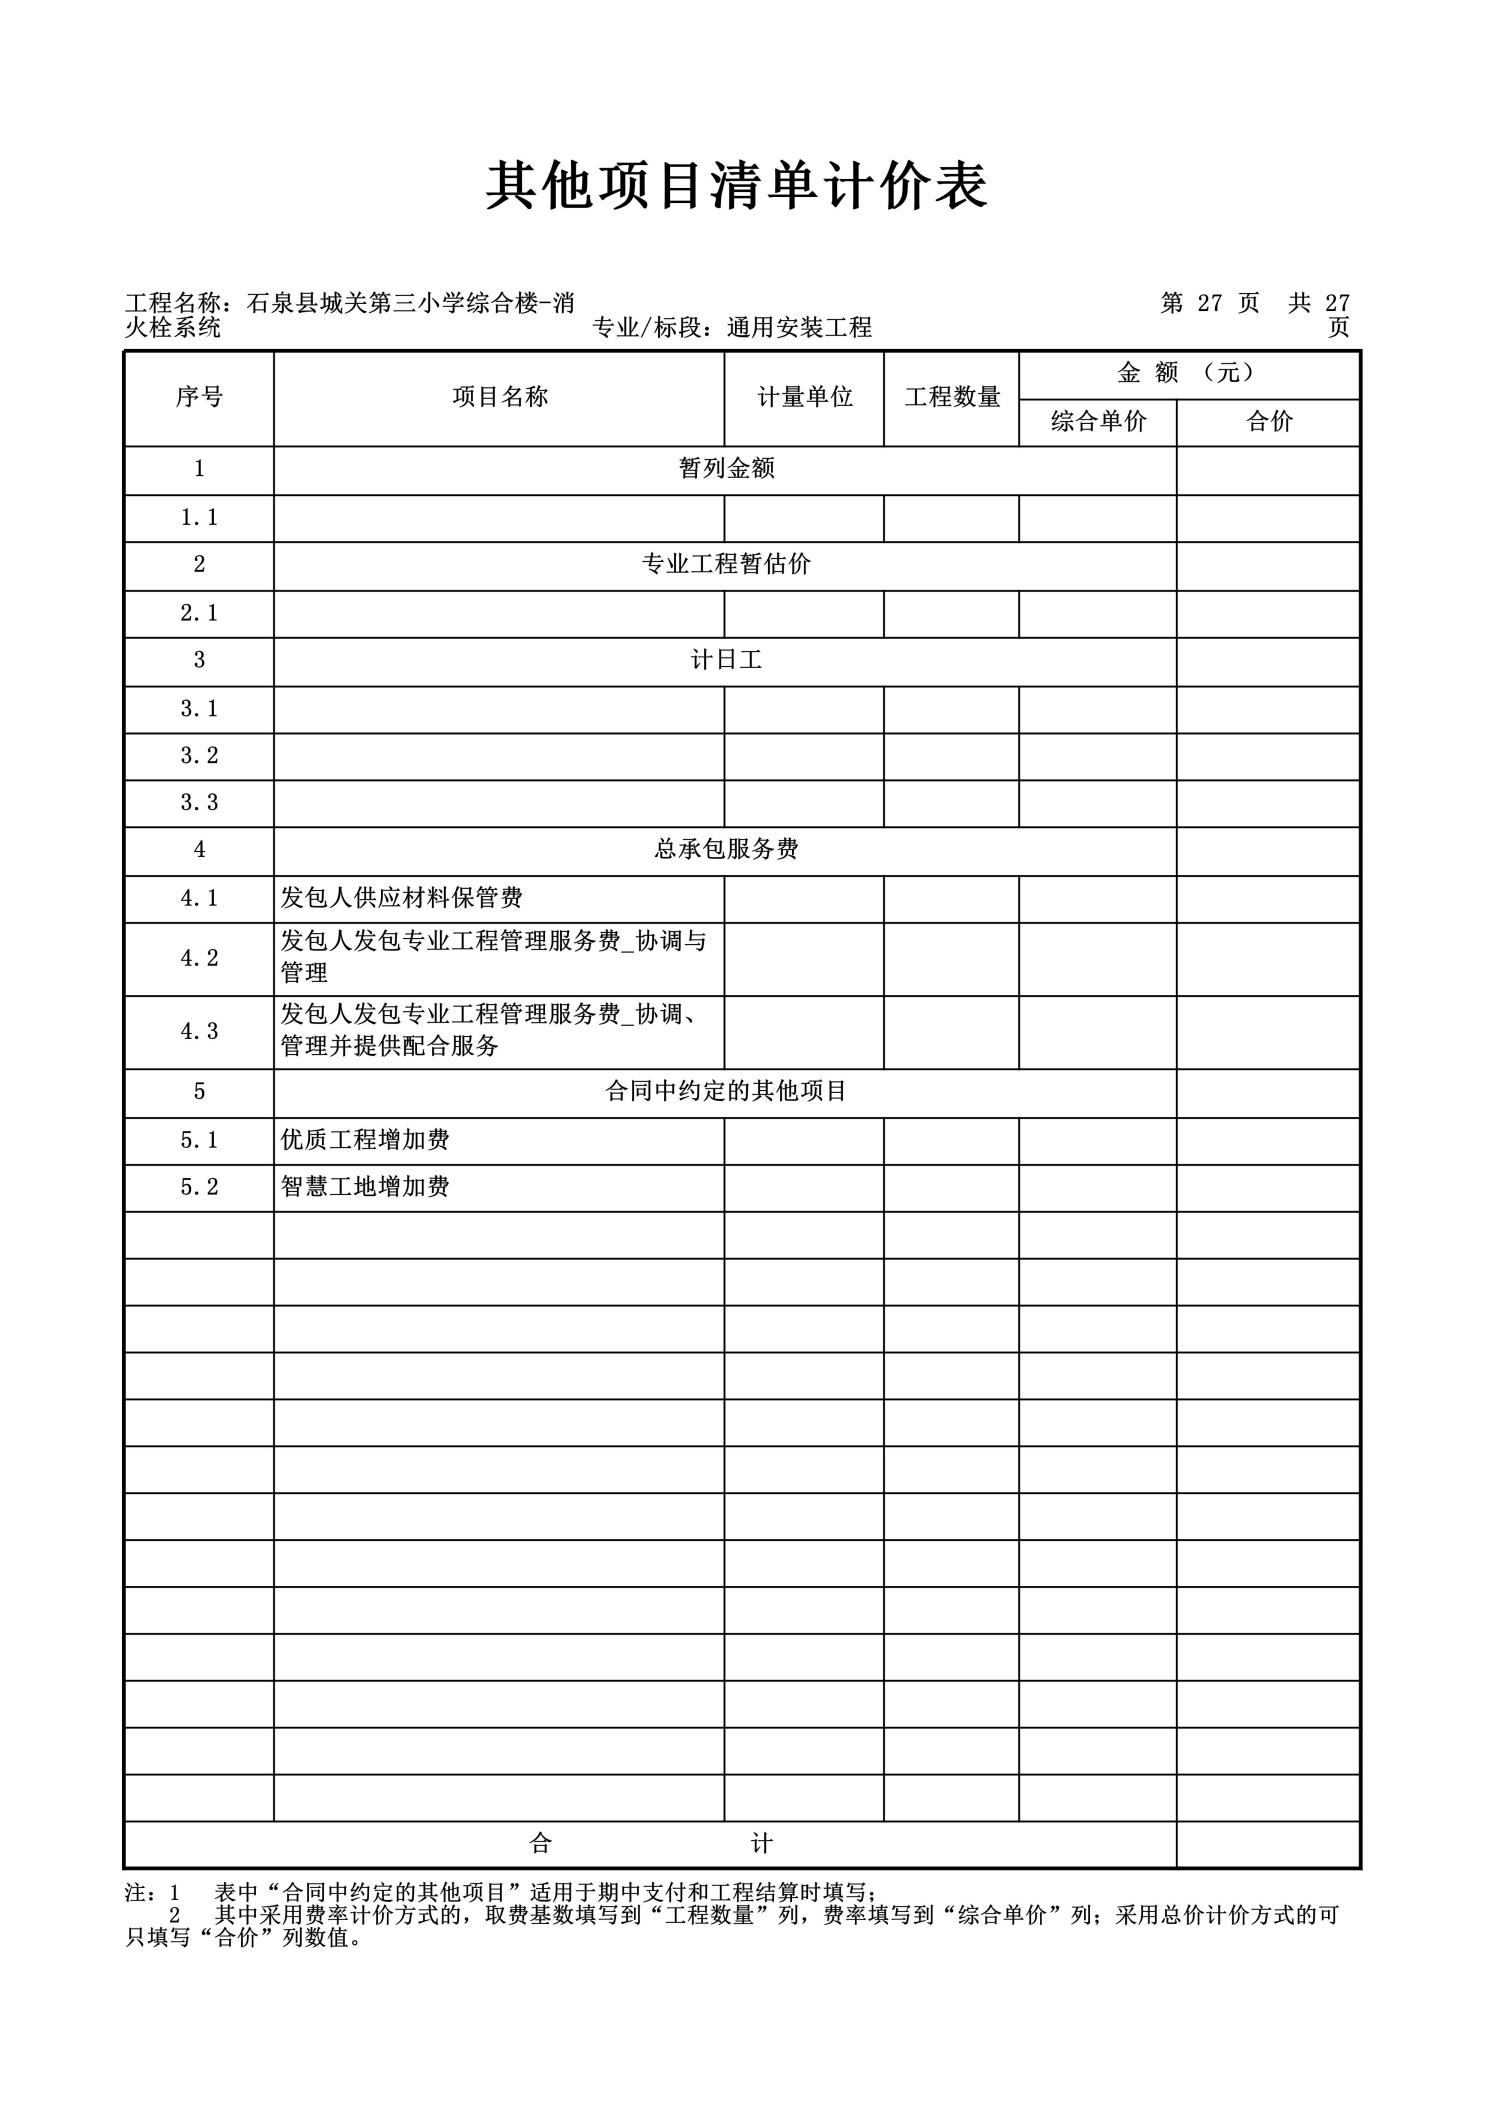 其他项目清单计价表
工程名称：石泉县城关第三小学综合楼-消
火栓系统
专业/标段：通用安装工程
第 27 页 共 27
页
序号 项目名称 计量单位 工程数量 金 额 （元）
综合单价 合价
1 暂列金额
1.1
2 专业工程暂估价
2.1
3 计日工
3.1
3.2
3.3
4 总承包服务费
4.1 发包人供应材料保管费
4.2 发包人发包专业工程管理服务费_协调与
管理
4.3 发包人发包专业工程管理服务费_协调、
管理并提供配合服务
5 合同中约定的其他项目
5.1 优质工程增加费
5.2 智慧工地增加费
合 计
注：1 表中“合同中约定的其他项目”适用于期中支付和工程结算时填写；
2 其中采用费率计价方式的，取费基数填写到“工程数量”列，费率填写到“综合单价”列；采用总价计价方式的可
只填写“合价”列数值。